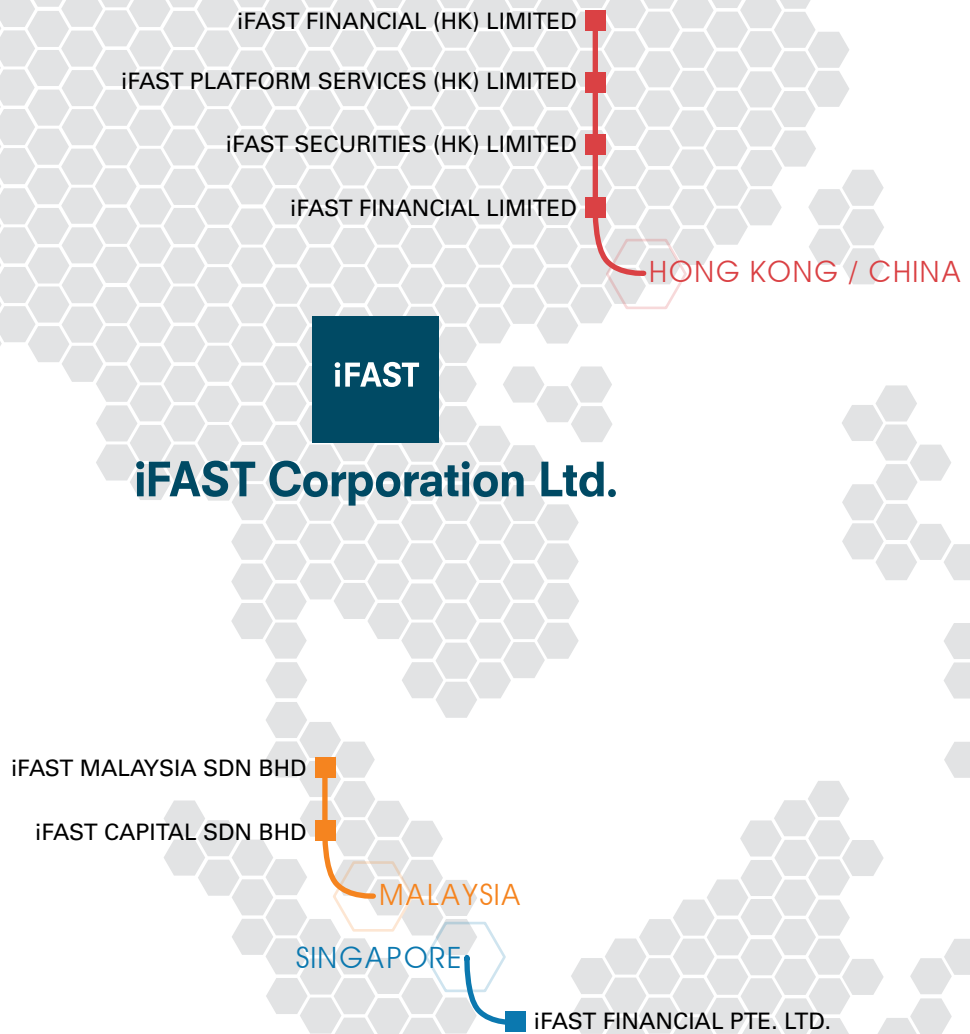 iFAST FINANCIAL (HK) LIMITED
iFAST PLATFORM SERVICES (HK) LIMITED
iFAST SECURITIES (HK) LIMITED
iFAST FINANCIAL LIMITED
HONG KONG / CHINA
iFAST
iFAST Corporation Ltd.
iFAST MALAYSIA SDN BHD
iFAST CAPITAL SDN BHD
MALAYSIA
SINGAPORE
iFAST FINANCIAL PTE. LTD.